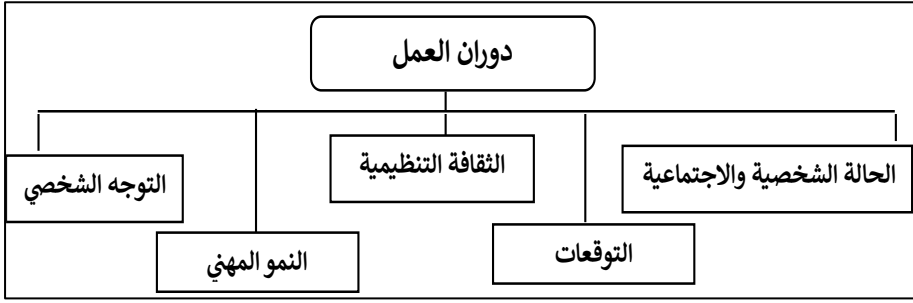 دوران العمل
الحالة الشخصية والاجتماعية
الثقافة التنظيمية
التوجه الشخصي
التوقعات
النمو المهني